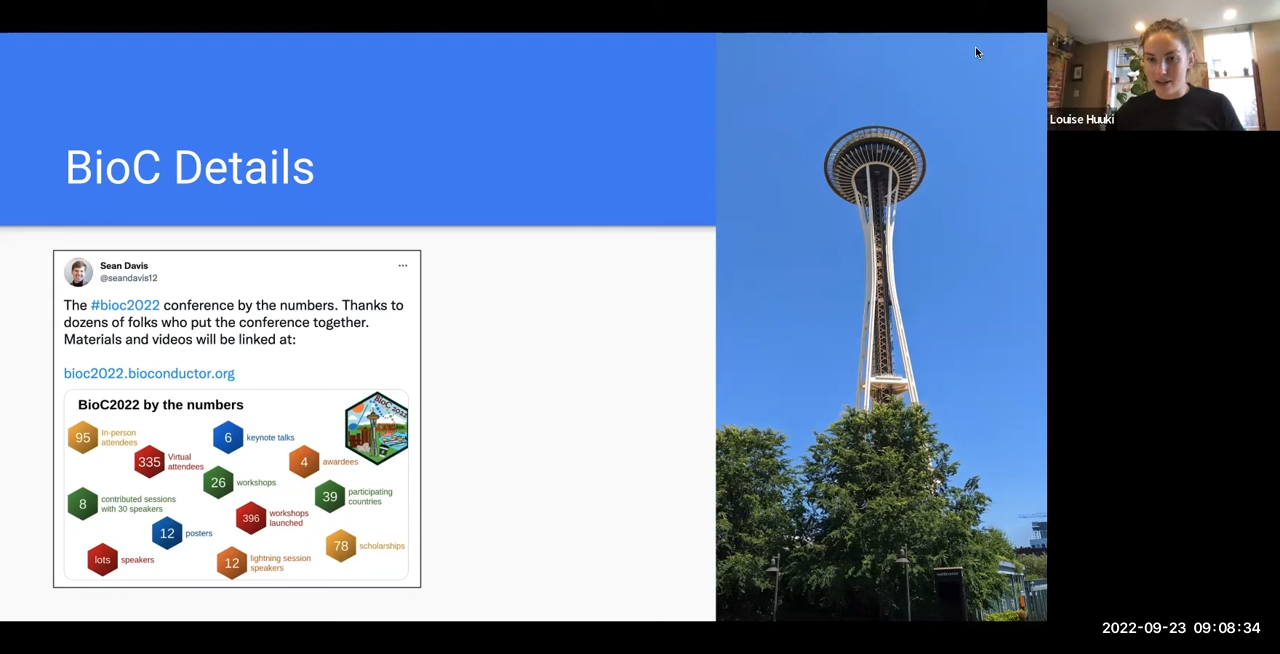 BioC Details
Sean Davis
@seandavis12
The #bioc2022 conference by the numbers. Thanks to
dozens of folks who put the conference together.
Materials and videos will be linked at:
bioc2022.bioconductor.org
BioC2022 by the numbers
BioC 2022
95 In-person
attendees
6 keynote talks
335 Virtual
attendees
4 awardees
26 workshops
8 contributed sessions
with 30 speakers
39 participating
countries
396 workshops
launched
12 posters
78 scholarships
lots speakers
12 lightning session
speakers
Louise Huuki
2022-09-23 09:08:34